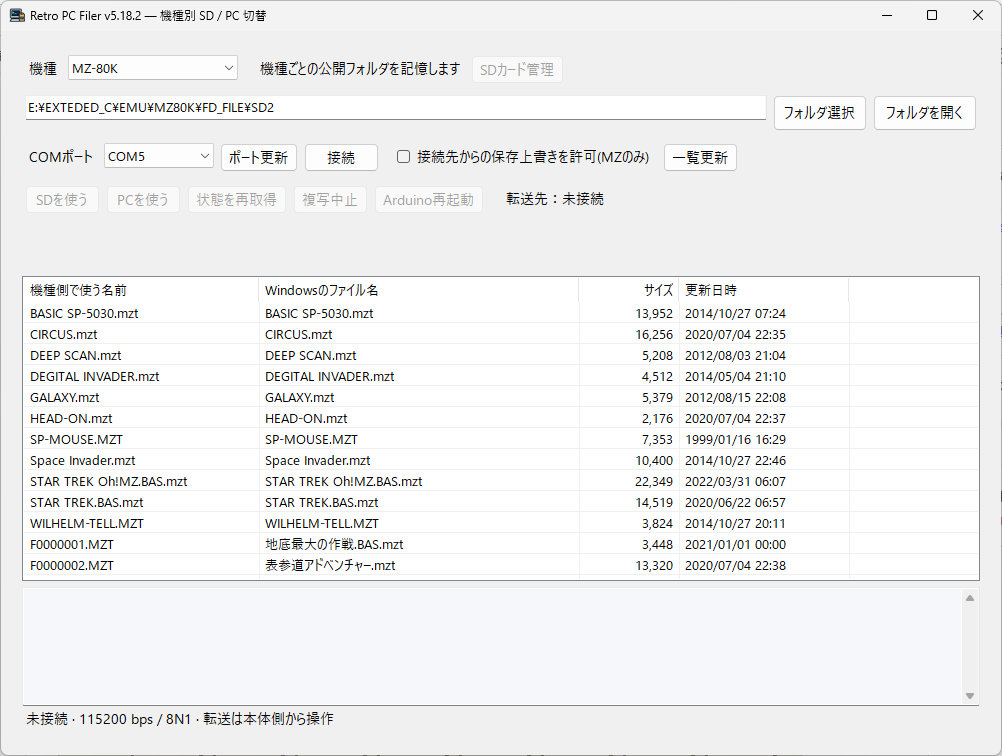 Retro PC Filer v5.18.2 — 機種別 SD / PC 切替
機種 MZ-80K 機種ごとの公開フォルダを記憶します SDカード管理
E:¥EXTEDED_C¥EMU¥MZ80K¥FD_FILE¥SD2 フォルダ選択 フォルダを開く
COMポート COM5 ポート更新 接続 接続先からの保存上書きを許可(MZのみ) 一覧更新
SDを使う PCを使う 状態を再取得 複写中止 Arduino再起動 転送先：未接続
機種側で使う名前 Windowsのファイル名 サイズ 更新日時
BASIC SP-5030.mzt BASIC SP-5030.mzt 13,952 2014/10/27 07:24
CIRCUS.mzt CIRCUS.mzt 16,256 2020/07/04 22:35
DEEP SCAN.mzt DEEP SCAN.mzt 5,208 2012/08/03 21:04
DEGITAL INVADER.mzt DEGITAL INVADER.mzt 4,512 2014/05/04 21:10
GALAXY.mzt GALAXY.mzt 5,379 2012/08/15 22:08
HEAD-ON.mzt HEAD-ON.mzt 2,176 2020/07/04 22:37
SP-MOUSE.MZT SP-MOUSE.MZT 7,353 1999/01/16 16:29
Space Invader.mzt Space Invader.mzt 10,400 2014/10/27 22:46
STAR TREK Oh!MZ.BAS.mzt STAR TREK Oh!MZ.BAS.mzt 22,349 2022/03/31 06:07
STAR TREK.BAS.mzt STAR TREK.BAS.mzt 14,519 2020/06/22 06:57
WILHELM-TELL.MZT WILHELM-TELL.MZT 3,824 2014/10/27 20:11
F0000001.MZT 地底最大の作戦.BAS.mzt 3,448 2021/01/01 00:00
F0000002.MZT 表参道アドベンチャー.mzt 13,320 2020/07/04 22:38
未接続 · 115200 bps / 8N1 · 転送は本体側から操作